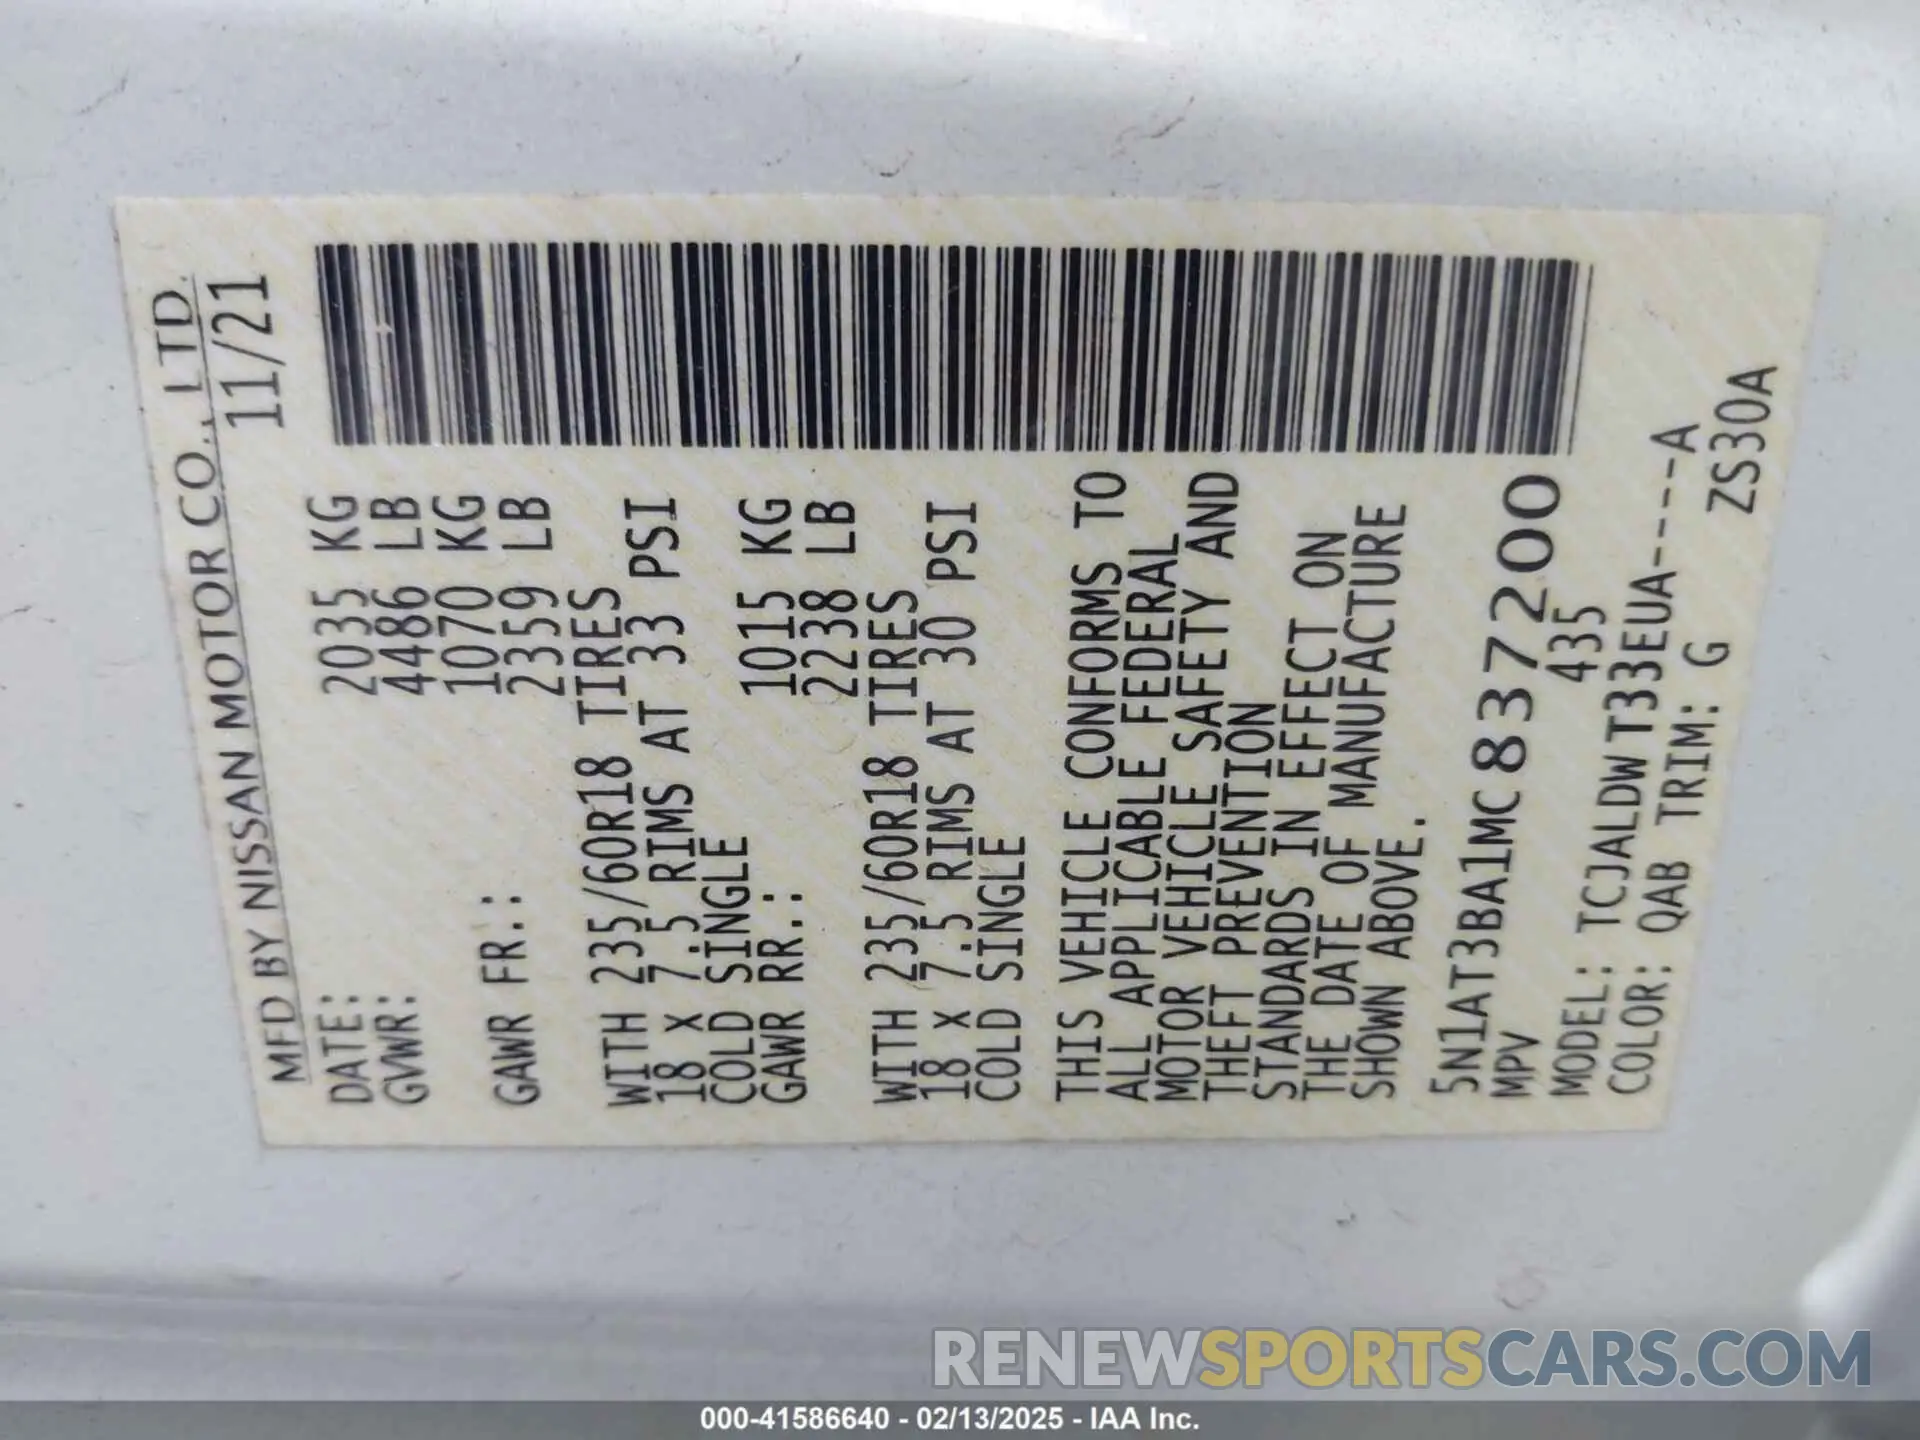 MFD BY NISSAN MOTOR CO., LTD.
DATE: 11/21
GVWR: 2035 KG
4486 LB
GAWR FR.: 1070 KG
2359 LB
WITH 235/60R18 TIRES
18 X 7.5 RIMS AT 33 PSI
COLD SINGLE
GAWR RR.: 1015 KG
2238 LB
WITH 235/60R18 TIRES
18 X 7.5 RIMS AT 30 PSI
COLD SINGLE
THIS VEHICLE CONFORMS TO
ALL APPLICABLE FEDERAL
MOTOR VEHICLE SAFETY AND
THEFT PREVENTION
STANDARDS IN EFFECT ON
THE DATE OF MANUFACTURE
SHOWN ABOVE.
5N1AT3BA1MC837200
MPV 435
MODEL: TCJALDWT33EUA----A
COLOR: QAB TRIM: G ZS30A
RENEWSPORTSCARS.COM
000-41586640 - 02/13/2025 - IAA Inc.